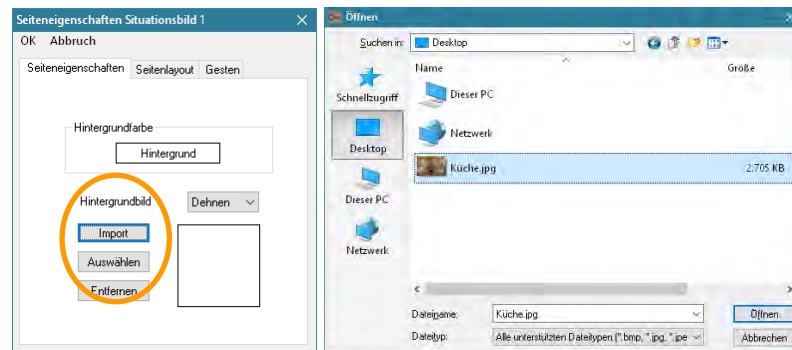 Seiteneigenschaften Situationsbild 1
OK Abbruch
Seiteneigenschaften Seitenlayout Gesten
Hintergrundfarbe
Hintergrund
Hintergrundbild Dehnen
Import
Auswählen
Entfernen
Öffnen
Suchen in: Desktop
Name Größe
Schnellzugriff
Desktop
Dieser PC
Netzwerk
Dieser PC
Netzwerk
Küche.jpg 2.705 KB
Dateiname: Küche.jpg Öffnen
Dateityp: Alle unterstützten Dateitypen (*.bmp, *.jpg, *.jpe Abbrechen